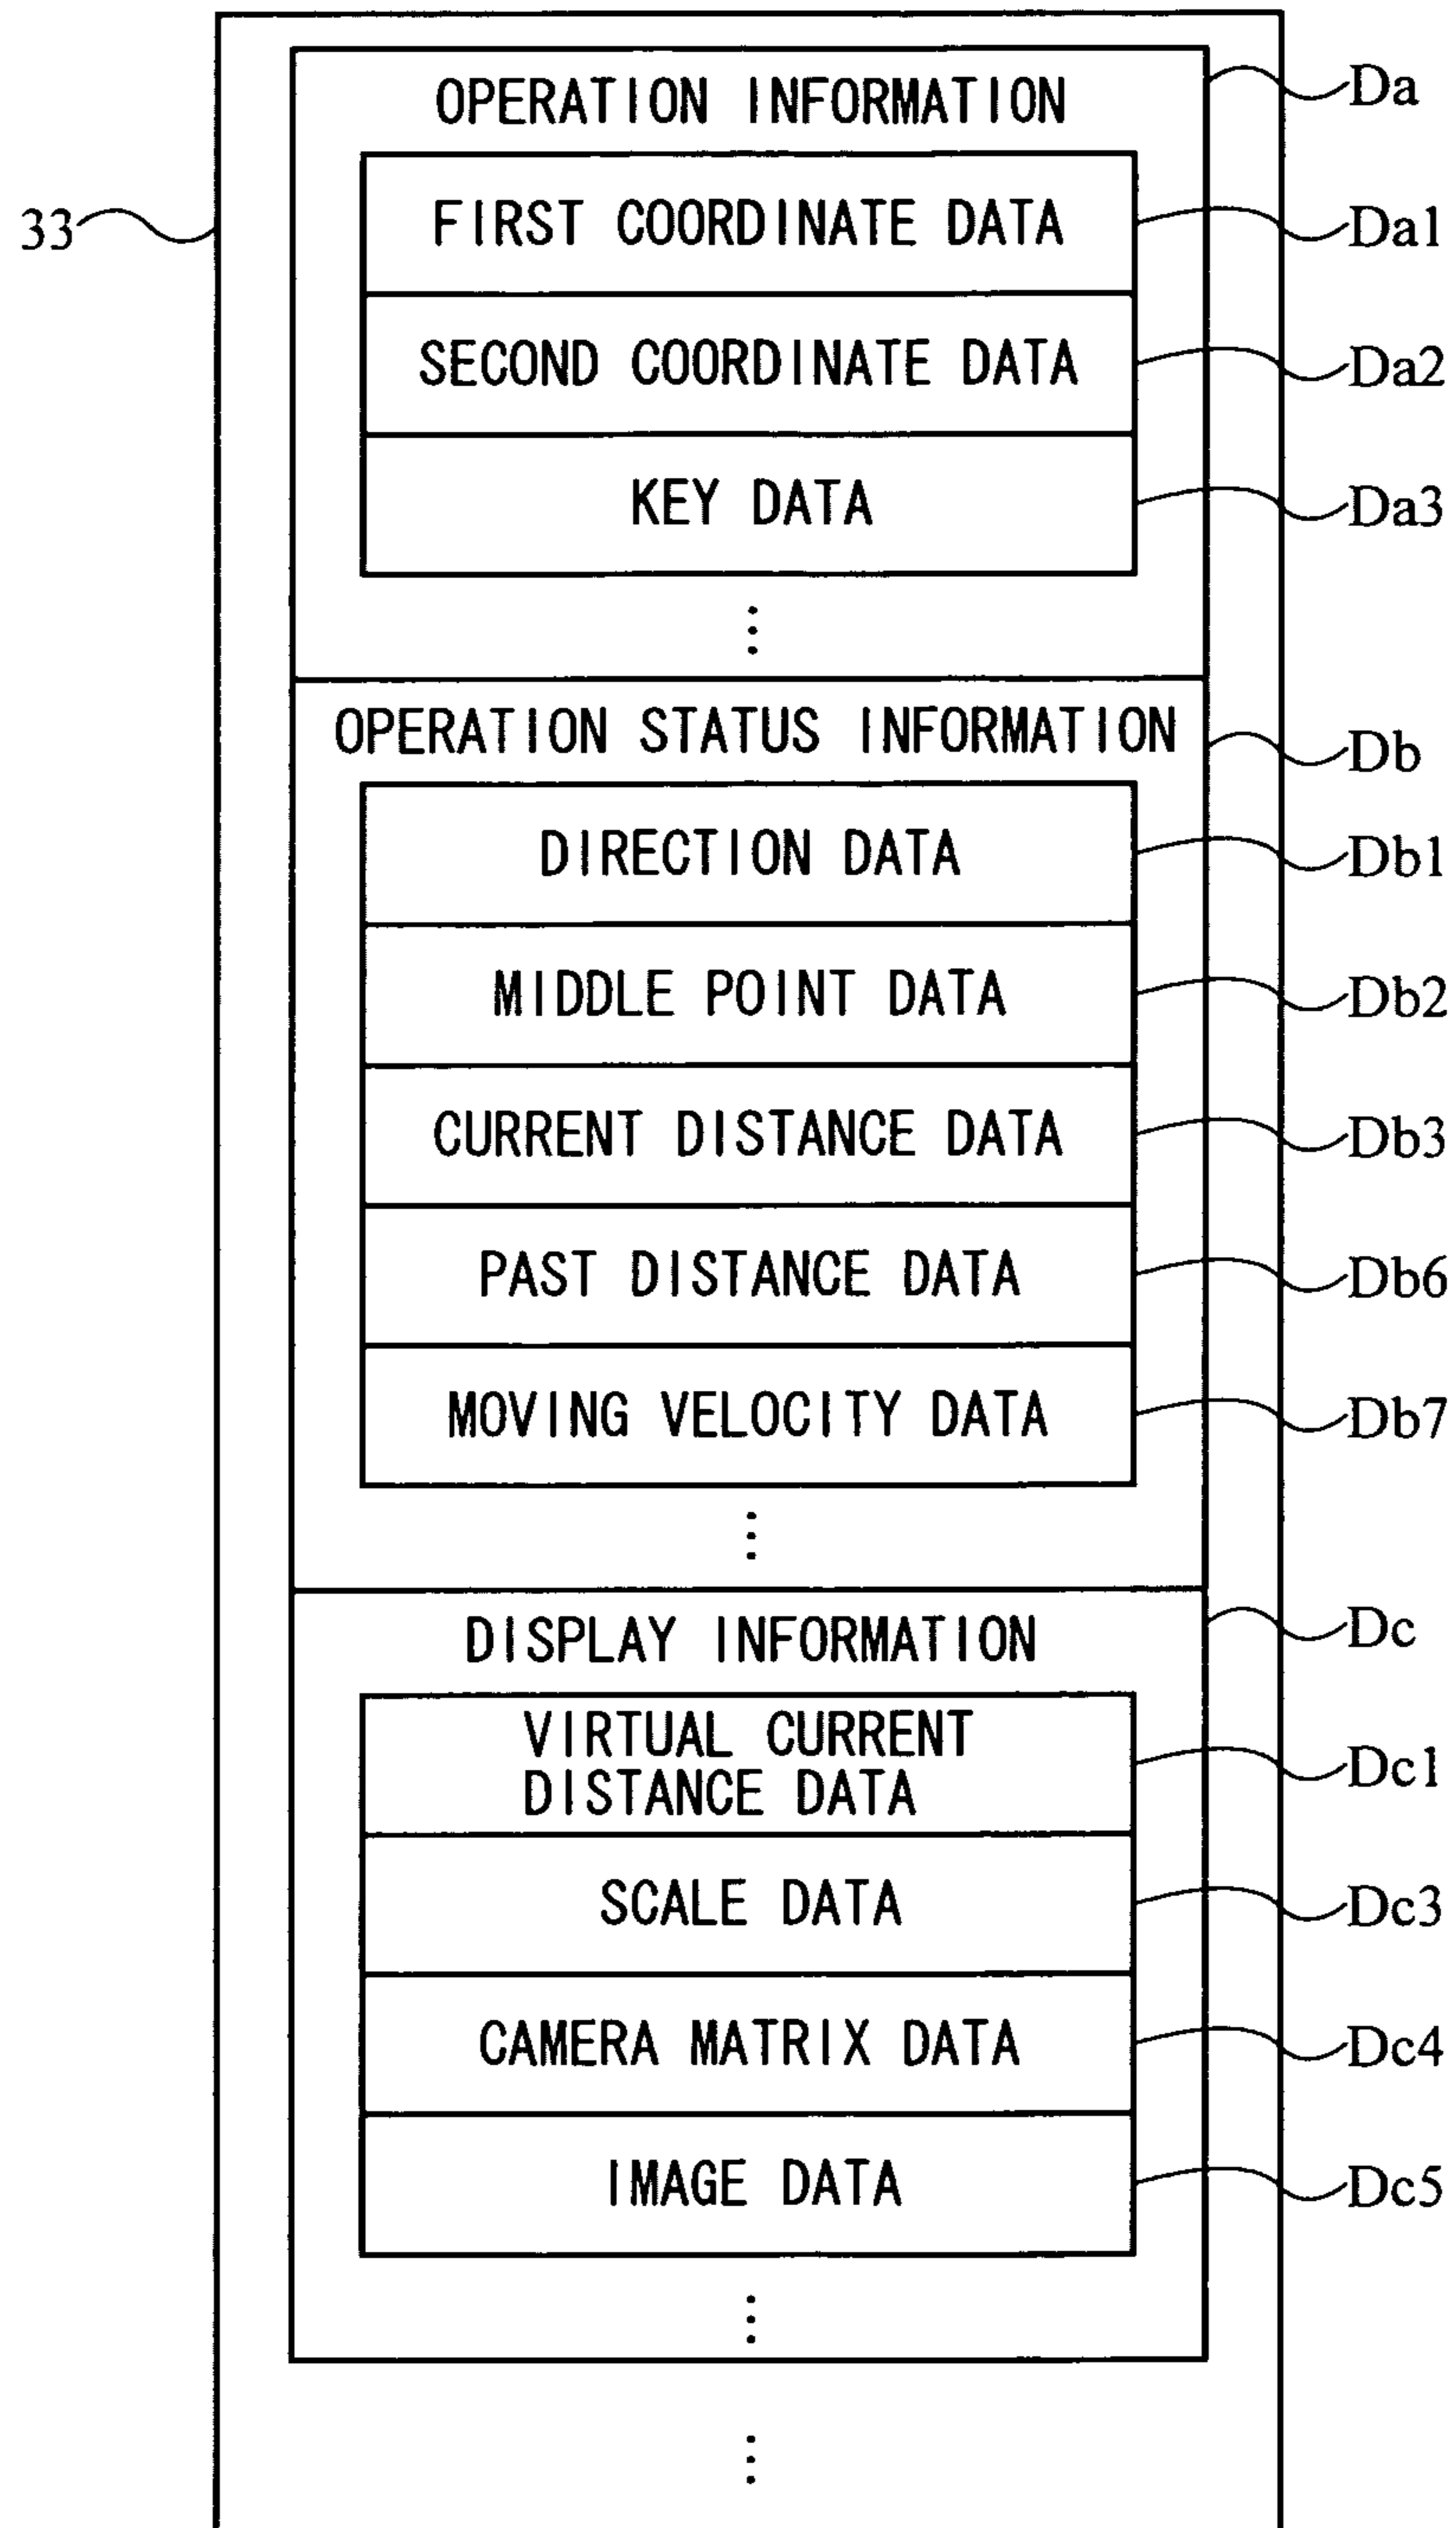 OPERATION INFORMATION Da
FIRST COORDINATE DATA Da1
33
SECOND COORDINATE DATA Da2
KEY DATA Da3
OPERATION STATUS INFORMATION Db
DIRECTION DATA Db1
MIDDLE POINT DATA Db2
CURRENT DISTANCE DATA Db3
PAST DISTANCE DATA Db6
MOVING VELOCITY DATA Db7
DISPLAY INFORMATION Dc
VIRTUAL CURRENT
DISTANCE DATA Dc1
SCALE DATA Dc3
CAMERA MATRIX DATA Dc4
IMAGE DATA Dc5